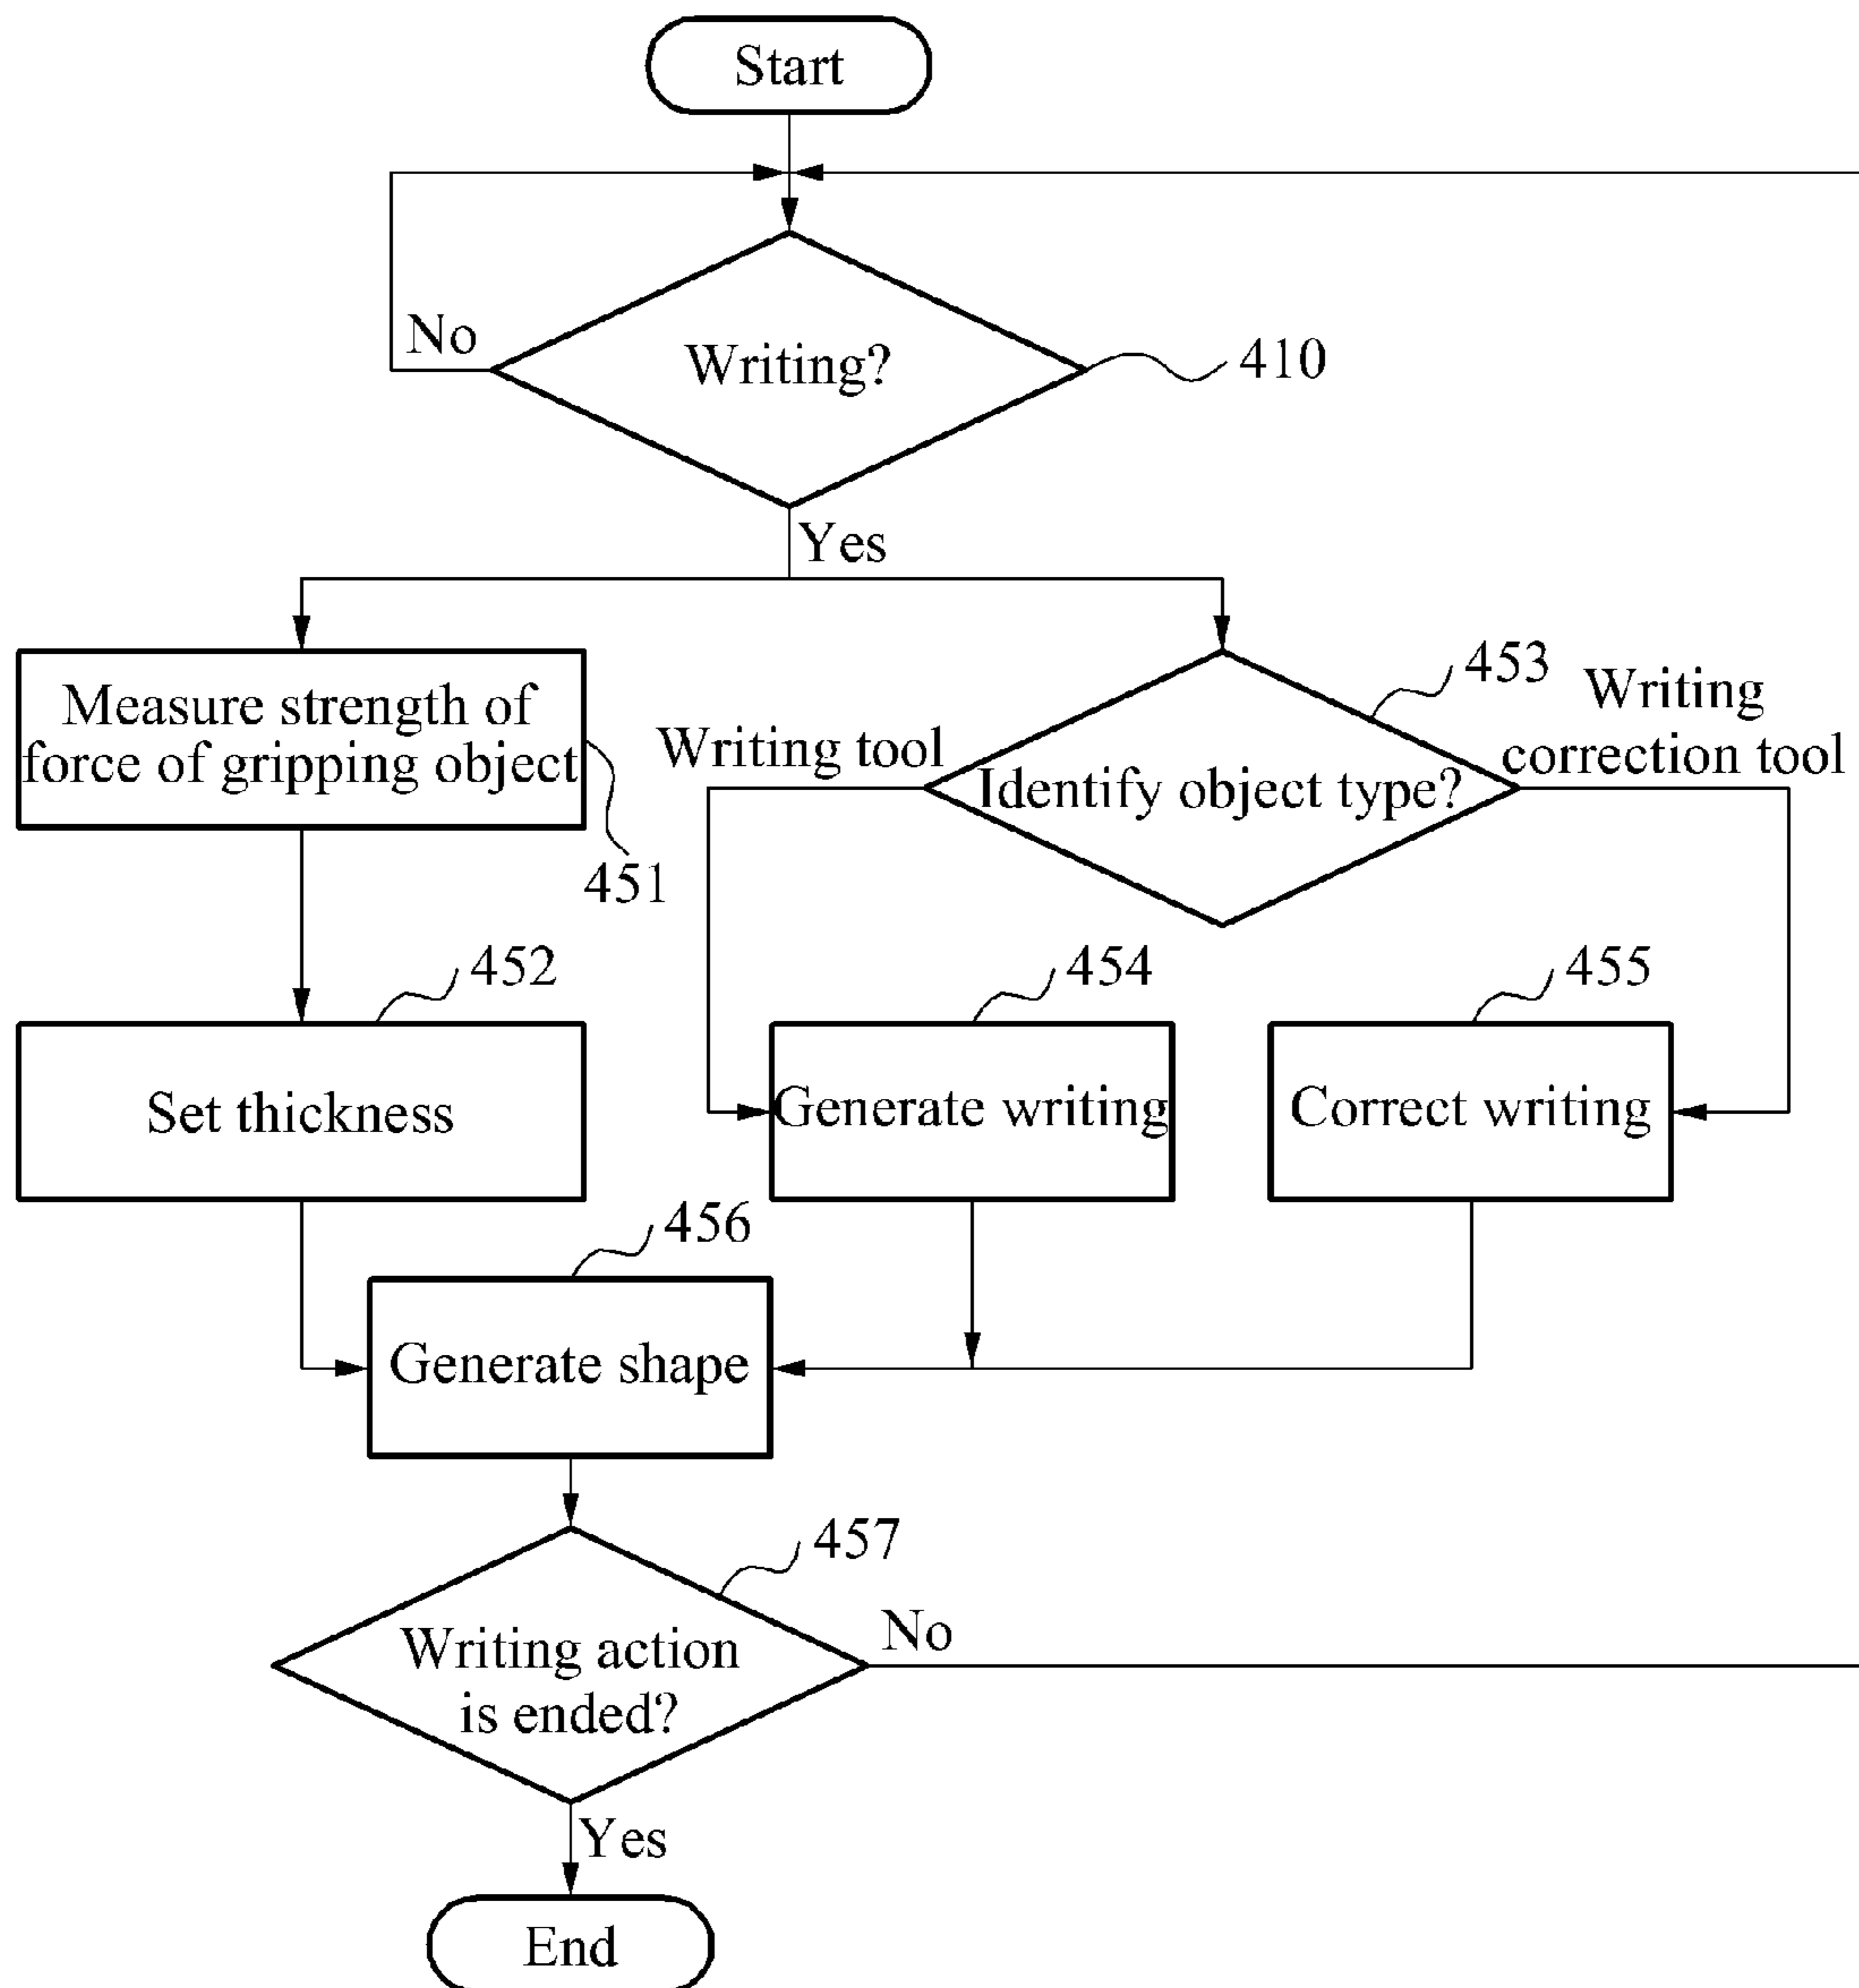 Start
No
Writing?
410
Yes
Measure strength of
force of gripping object
451
453
Writing tool
Identify object type?
Writing
correction tool
452
454
455
Set thickness
Generate writing
Correct writing
456
Generate shape
457
Writing action
is ended?
No
Yes
End